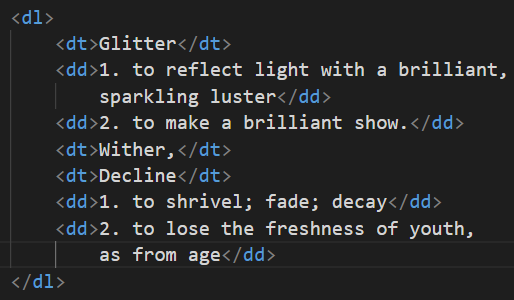 <dl>
<dt>Glitter</dt>
<dd>1. to reflect light with a brilliant,
sparkling luster</dd>
<dd>2. to make a brilliant show.</dd>
<dt>Wither,</dt>
<dt>Decline</dt>
<dd>1. to shrivel; fade; decay</dd>
<dd>2. to lose the freshness of youth,
as from age</dd>
</dl>